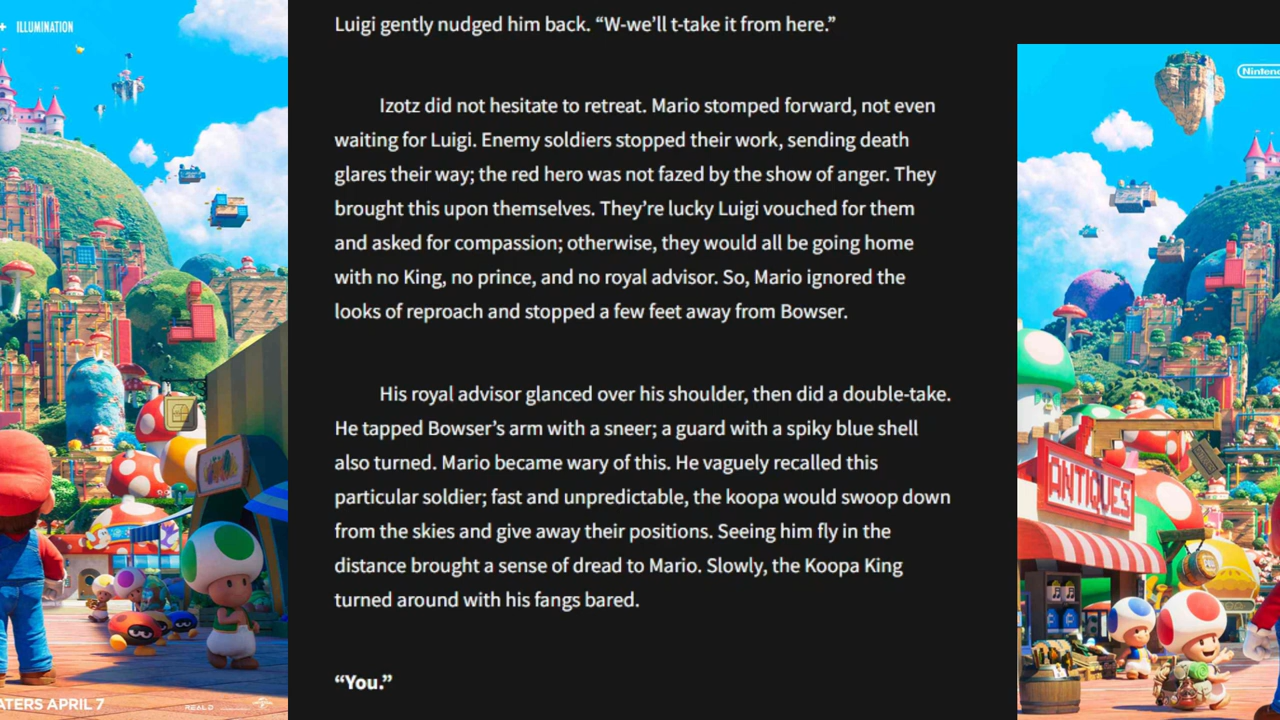 ILLUMINATION
ATERS APRIL 7
REALD
Luigi gently nudged him back. “W-we’ll t-take it from here.”
Izotz did not hesitate to retreat. Mario stomped forward, not even
waiting for Luigi. Enemy soldiers stopped their work, sending death
glares their way; the red hero was not fazed by the show of anger. They
brought this upon themselves. They’re lucky Luigi vouched for them
and asked for compassion; otherwise, they would all be going home
with no King, no prince, and no royal advisor. So, Mario ignored the
looks of reproach and stopped a few feet away from Bowser.
His royal advisor glanced over his shoulder, then did a double-take.
He tapped Bowser’s arm with a sneer; a guard with a spiky blue shell
also turned. Mario became wary of this. He vaguely recalled this
particular soldier; fast and unpredictable, the koopa would swoop down
from the skies and give away their positions. Seeing him fly in the
distance brought a sense of dread to Mario. Slowly, the Koopa King
turned around with his fangs bared.
“You.”
Ninten
ANTIQUES